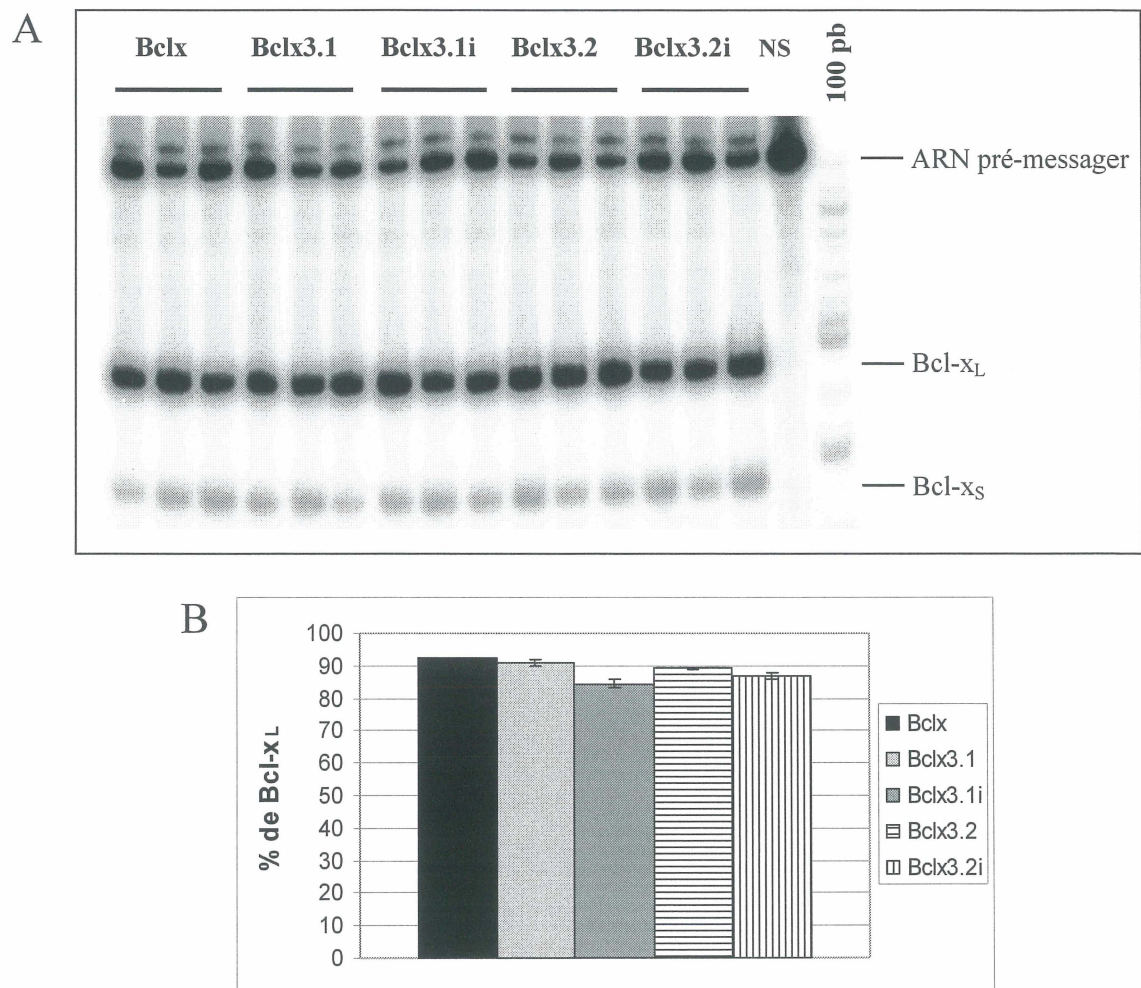 A
Bclx Bclx3.1 Bclx3.1i Bclx3.2 Bclx3.2i NS 100 pb
ARN pré-messager
Bcl-xL
Bcl-xS
B
100
90
80
70
60
50
40
30
20
10
0
% de Bcl-xL
Bclx
Bclx3.1
Bclx3.1i
Bclx3.2
Bclx3.2i